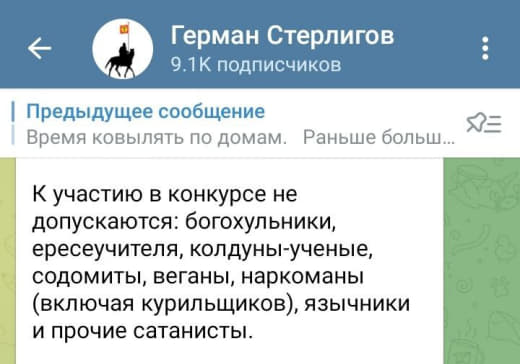 Герман Стерлигов
9.1К подписчиков
Предыдущее сообщение
Время ковылять по домам. Раньше больш...
К участию в конкурсе не
допускаются: богохульники,
ересеучителя, колдуны-ученые,
содомиты, веганы, наркоманы
(включая курильщиков), язычники
и прочие сатанисты.